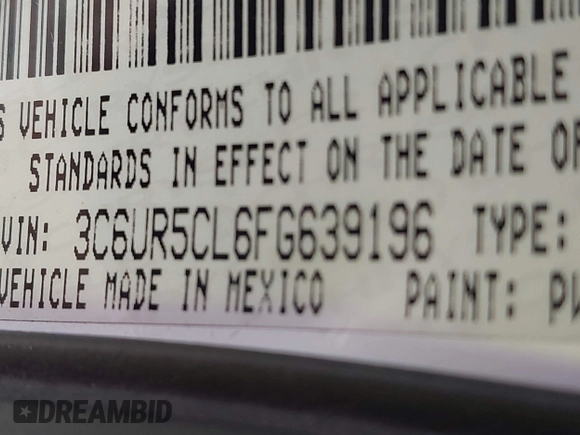 VEHICLE CONFORMS TO ALL APPLICABLE
STANDARDS IN EFFECT ON THE DATE
VIN: 3C6UR5CL6FG639196 TYPE:
VEHICLE MADE IN MEXICO PAINT:
DREAMBID